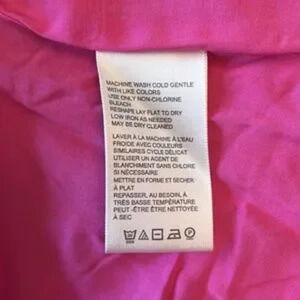 MACHINE WASH COLD GENTLE
WITH LIKE COLORS
USE ONLY NON-CHLORINE
BLEACH
RESHAPE LAY FLAT TO DRY
LOW IRON AS NEEDED
MAY BE DRY CLEANED
LAVER À LA MACHINE À L'EAU
FROIDE AVEC COULEURS
SIMILAIRES CYCLE DÉLICAT
UTILISER UN AGENT DE
BLANCHIMENT SANS CHLORE
SI NÉCESSAIRE
METTRE EN FORME ET SÉCHER
À PLAT
REPASSER, AU BESOIN, À
TRÈS BASSE TEMPÉRATURE
PEUT -ÊTRE ÊTRE NETTOYÉE
À SEC